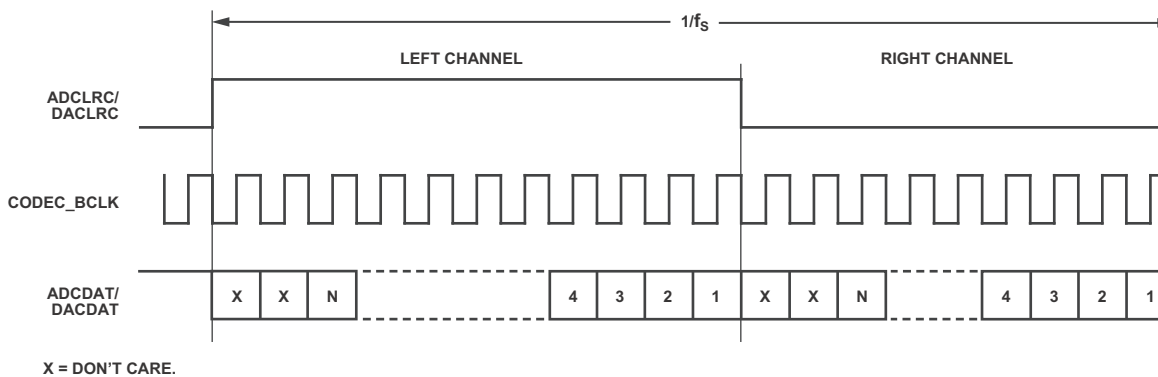 1/fS
LEFT CHANNEL
RIGHT CHANNEL
ADCLRC/
DACLRC
CODEC_BCLK
ADCDAT/
DACDAT
X X N 4 3 2 1 X X N 4 3 2 1
X = DON'T CARE.